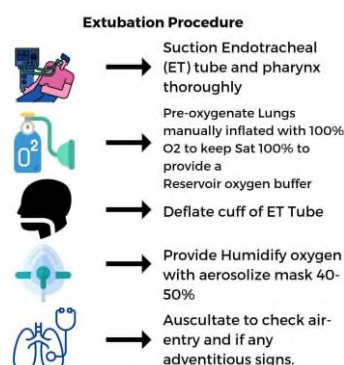 Extubation Procedure
Suction Endotracheal
(ET) tube and pharynx
thoroughly
Pre-oxygenate Lungs
manually inflated with 100%
O2 to keep Sat 100% to
provide a
Reservoir oxygen buffer
O2
Deflate cuff of ET Tube
Provide Humidify oxygen
with aerosolize mask 40-
50%
Auscultate to check air-
entry and if any
adventitious signs.